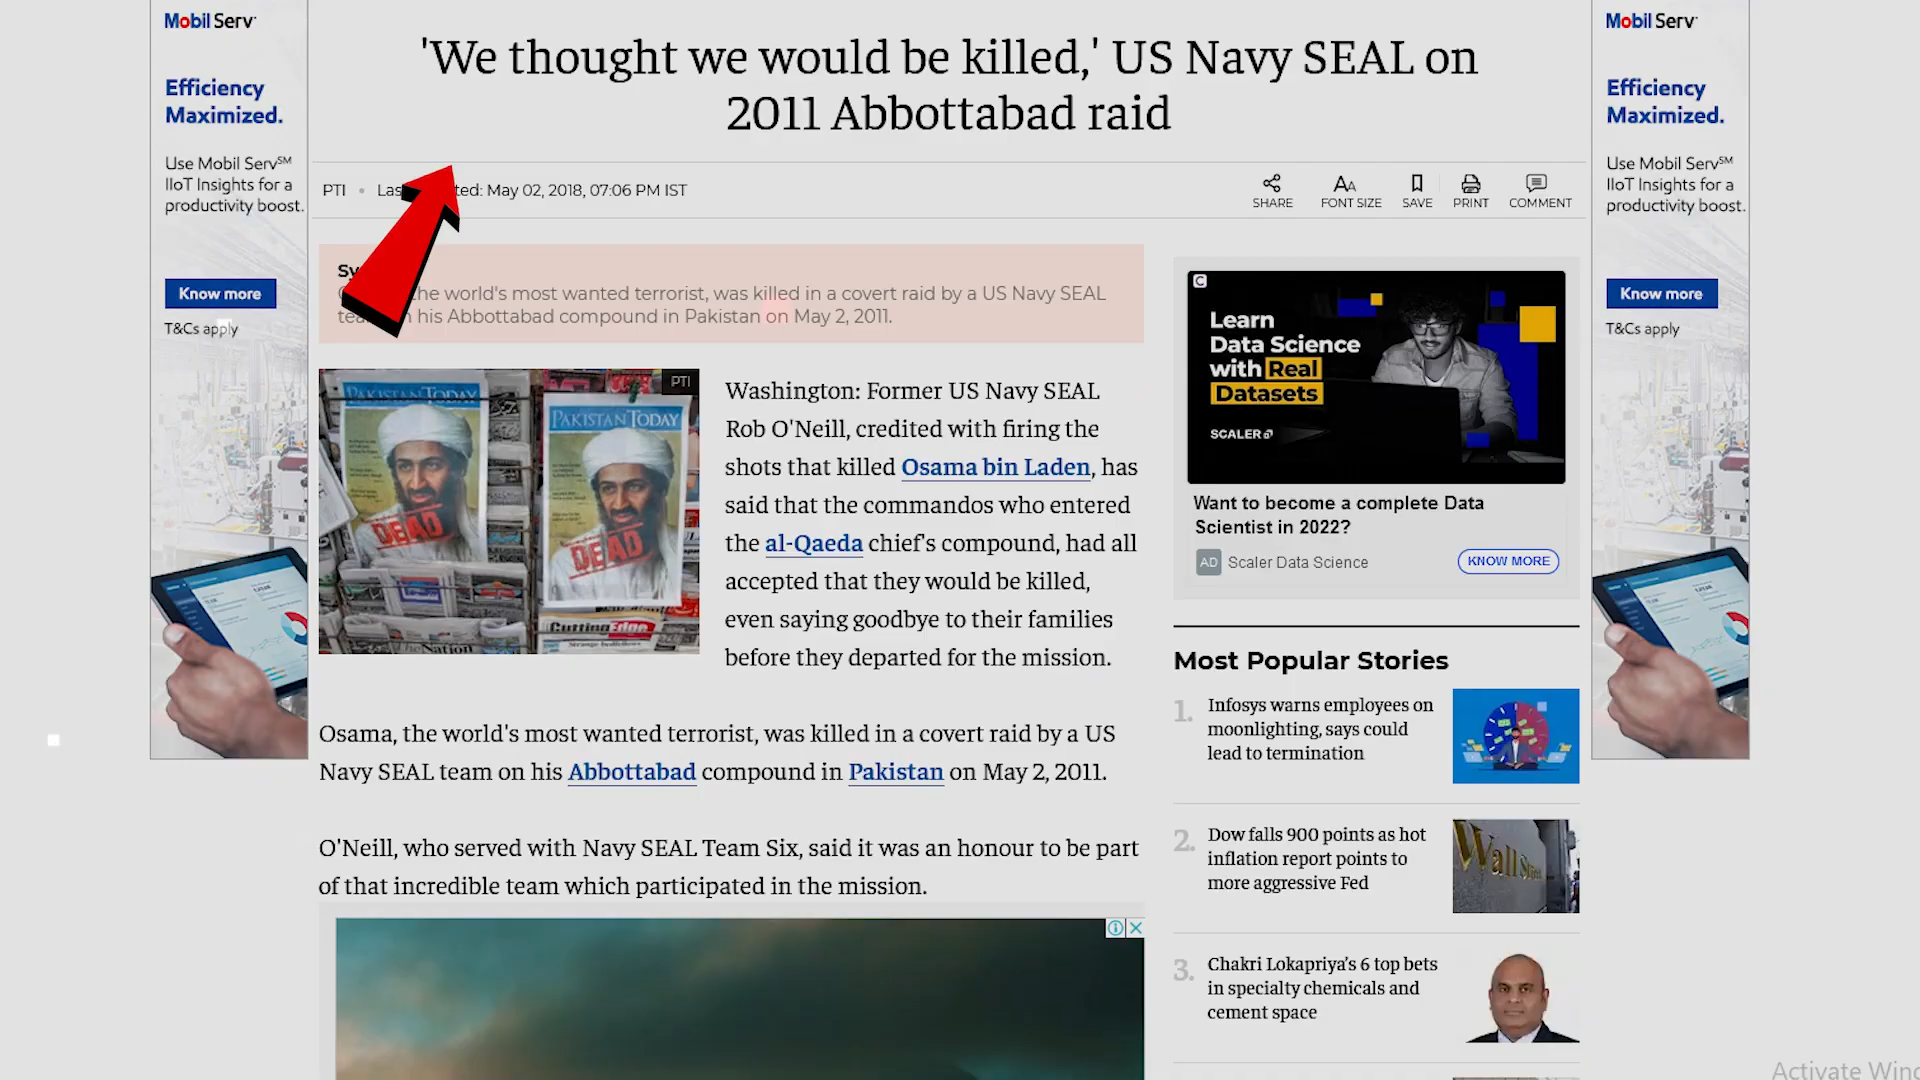 Mobil Serv
Efficiency
Maximized.
Use Mobil Serv℠
IIoT Insights for a
productivity boost.
Know more
T&Cs apply
'We thought we would be killed,' US Navy SEAL on
2011 Abbottabad raid
PTI • Las ted: May 02, 2018, 07:06 PM IST
SHARE
FONT SIZE
SAVE
PRINT
COMMENT
Sy
the world's most wanted terrorist, was killed in a covert raid by a US Navy SEAL
his Abbottabad compound in Pakistan on May 2, 2011.
PTI
PAKISTAN TODAY
DEAD
PAKISTAN TODAY
DEAD
CuttingEdge
TheNation
Washington: Former US Navy SEAL
Rob O'Neill, credited with firing the
shots that killed Osama bin Laden, has
said that the commandos who entered
the al-Qaeda chief's compound, had all
accepted that they would be killed,
even saying goodbye to their families
before they departed for the mission.
Osama, the world's most wanted terrorist, was killed in a covert raid by a US
Navy SEAL team on his Abbottabad compound in Pakistan on May 2, 2011.
O'Neill, who served with Navy SEAL Team Six, said it was an honour to be part
of that incredible team which participated in the mission.
Learn
Data Science
with Real
Datasets
SCALER
Want to become a complete Data
Scientist in 2022?
AD Scaler Data Science
KNOW MORE
Most Popular Stories
1. Infosys warns employees on
moonlighting, says could
lead to termination
2. Dow falls 900 points as hot
inflation report points to
more aggressive Fed
Wall
3. Chakri Lokapriya's 6 top bets
in specialty chemicals and
cement space
Mobil Serv
Efficiency
Maximized.
Use Mobil Serv℠
IIoT Insights for a
productivity boost.
Know more
T&Cs apply
Activate Wind